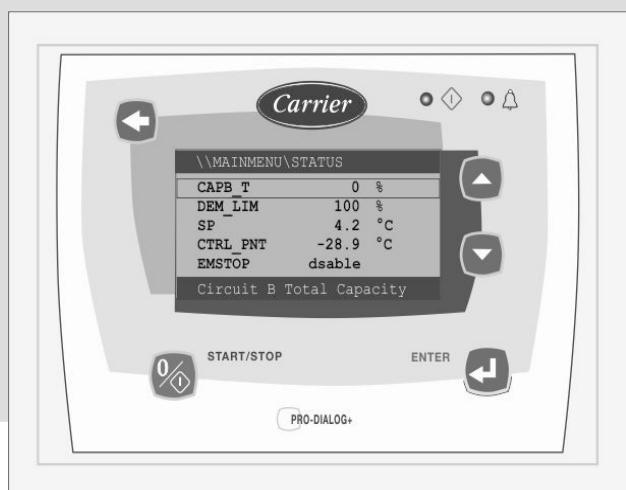 Carrier
\\MAINMENU\STATUS
CAPB_T 0 %
DEM_LIM 100 %
SP 4.2 °C
CTRL_PNT -28.9 °C
EMSTOP dsable
Circuit B Total Capacity
START/STOP
ENTER
0/I
PRO-DIALOG+